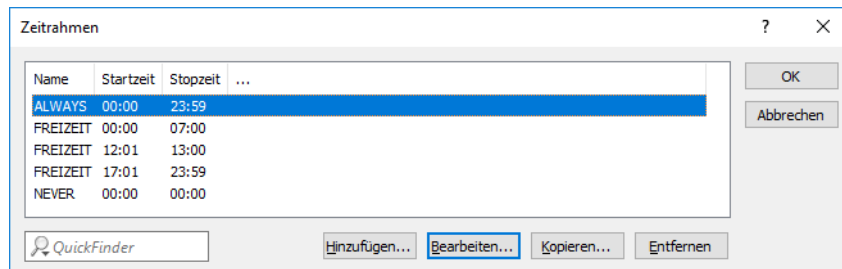 Zeitrahmen
Name Startzeit Stopzeit ...
ALWAYS 00:00 23:59
FREIZEIT 00:00 07:00
FREIZEIT 12:01 13:00
FREIZEIT 17:01 23:59
NEVER 00:00 00:00
OK
Abbrechen
QuickFinder
Hinzufügen... Bearbeiten... Kopieren... Entfernen